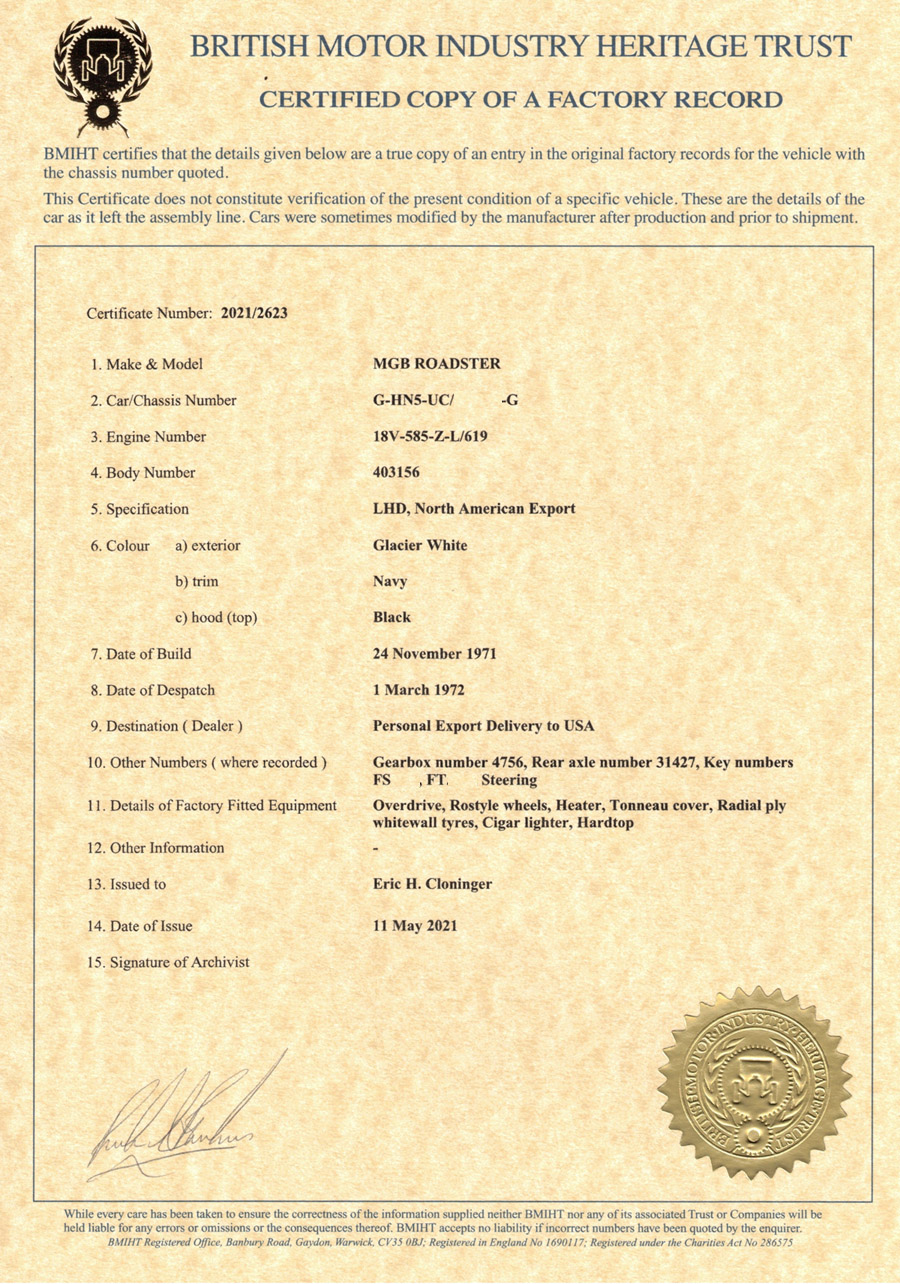 BRITISH MOTOR INDUSTRY HERITAGE TRUST
CERTIFIED COPY OF A FACTORY RECORD
BMIHT certifies that the details given below are a true copy of an entry in the original factory records for the vehicle with
the chassis number quoted.
This Certificate does not constitute verification of the present condition of a specific vehicle. These are the details of the
car as it left the assembly line. Cars were sometimes modified by the manufacturer after production and prior to shipment.
Certificate Number: 2021/2623
1. Make & Model MGB ROADSTER
2. Car/Chassis Number G-HN5-UC/ -G
3. Engine Number 18V-585-Z-L/619
4. Body Number 403156
5. Specification LHD, North American Export
6. Colour a) exterior Glacier White
b) trim Navy
c) hood (top) Black
7. Date of Build 24 November 1971
8. Date of Despatch 1 March 1972
9. Destination ( Dealer ) Personal Export Delivery to USA
10. Other Numbers ( where recorded ) Gearbox number 4756, Rear axle number 31427, Key numbers
FS , FT. Steering
11. Details of Factory Fitted Equipment Overdrive, Rostyle wheels, Heater, Tonneau cover, Radial ply
whitewall tyres, Cigar lighter, Hardtop
12. Other Information -
13. Issued to Eric H. Cloninger
14. Date of Issue 11 May 2021
15. Signature of Archivist
BRITISH·MOTOR·INDUSTRY·HERITAGE·TRUST
While every care has been taken to ensure the correctness of the information supplied neither BMIHT nor any of its associated Trust or Companies will be
held liable for any errors or omissions or the consequences thereof. BMIHT accepts no liability if incorrect numbers have been quoted by the enquirer.
BMIHT Registered Office, Banbury Road, Gaydon, Warwick, CV35 0BJ; Registered in England No 1690117; Registered under the Charities Act No 286575